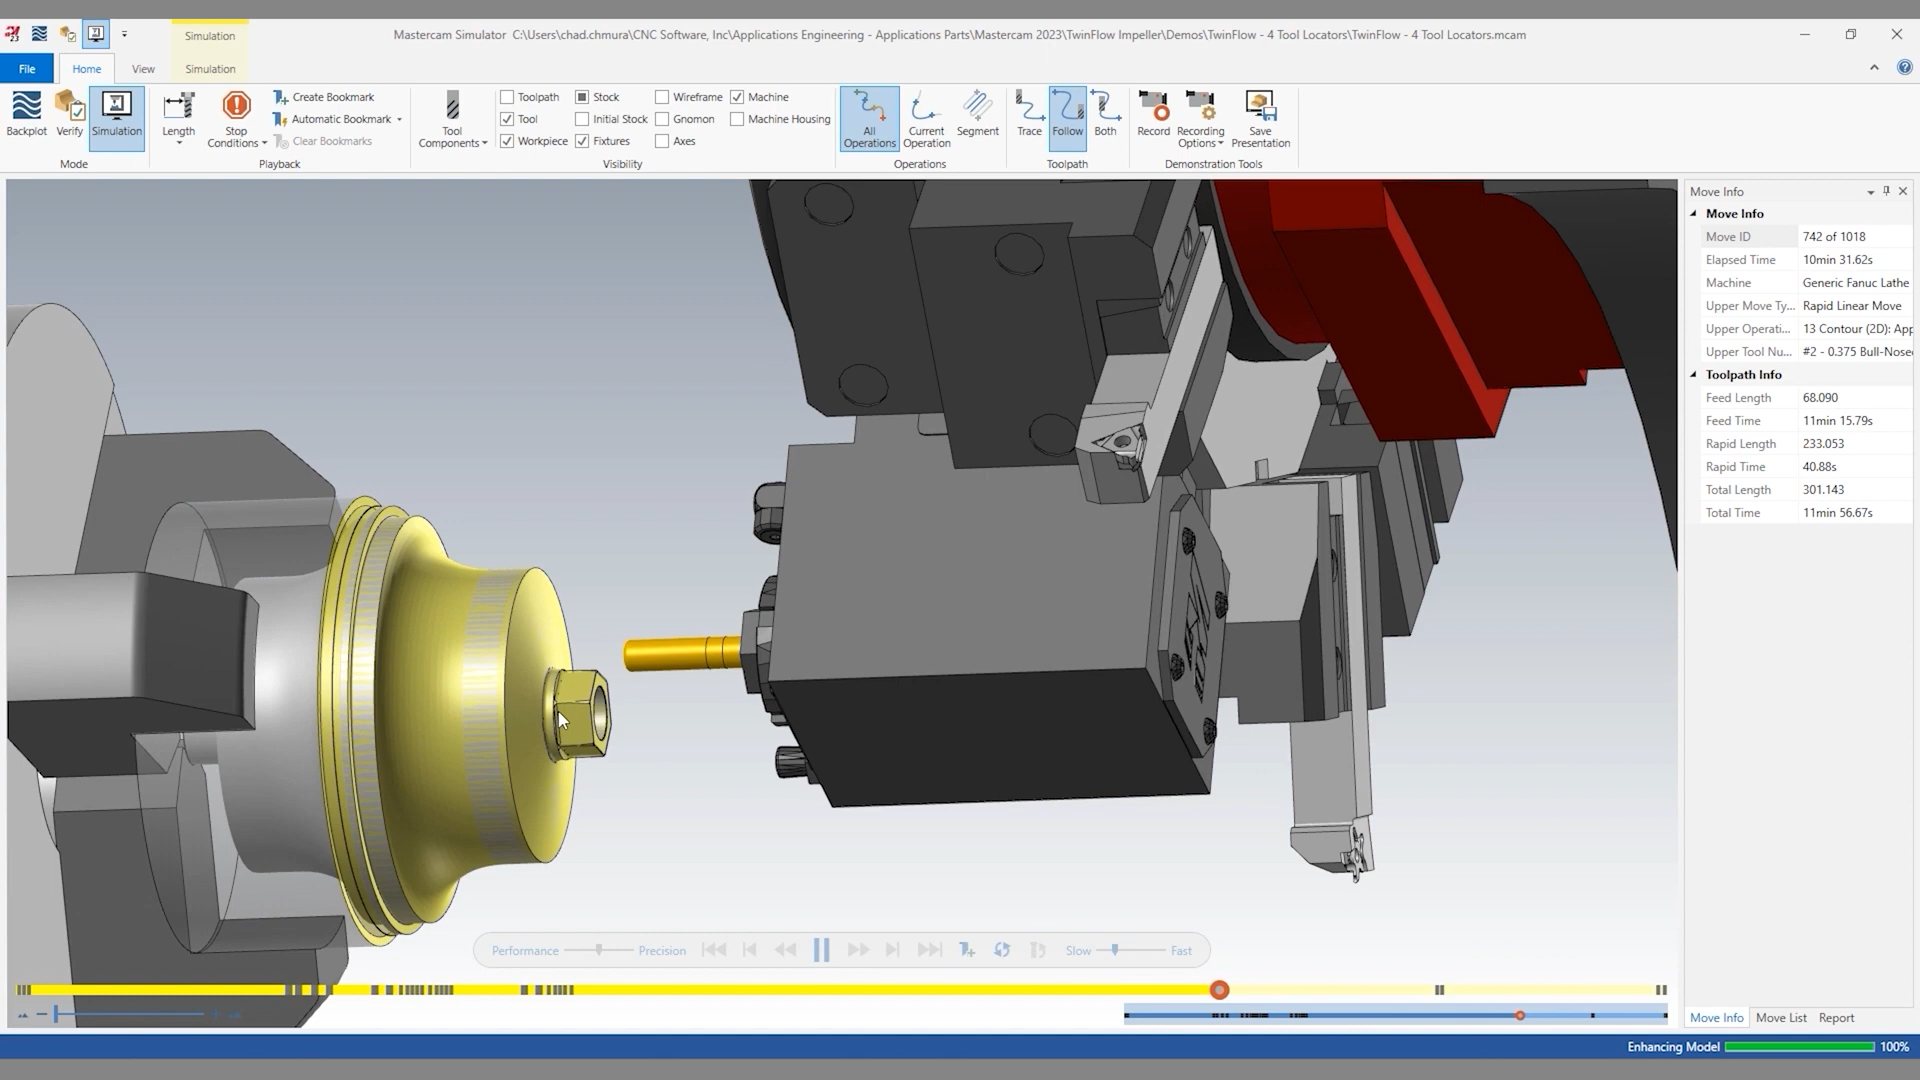 23
Simulation
Mastercam Simulator C:\Users\chad.chmura\CNC Software, Inc\Applications Engineering - Applications Parts\Mastercam 2023\TwinFlow Impeller\Demos\TwinFlow - 4 Tool Locators\TwinFlow - 4 Tool Locators.mcam
File
Home
View
Simulation
Backplot
Verify
Simulation
Mode
Length
Stop
Conditions
Create Bookmark
Automatic Bookmark
Clear Bookmarks
Playback
Tool
Components
Toolpath
Tool
Workpiece
Stock
Initial Stock
Fixtures
Wireframe
Gnomon
Axes
Machine
Machine Housing
Visibility
All
Operations
Current
Operation
Segment
Operations
Trace
Follow
Both
Toolpath
Record
Recording
Options
Save
Presentation
Demonstration Tools
Move Info
Move Info
Move ID 742 of 1018
Elapsed Time 10min 31.62s
Machine Generic Fanuc Lathe
Upper Move Ty... Rapid Linear Move
Upper Operati... 13 Contour (2D): App
Upper Tool Nu... #2 - 0.375 Bull-Nose
Toolpath Info
Feed Length 68.090
Feed Time 11min 15.79s
Rapid Length 233.053
Rapid Time 40.88s
Total Length 301.143
Total Time 11min 56.67s
Performance Precision Slow Fast
Move Info Move List Report
Enhancing Model 100%